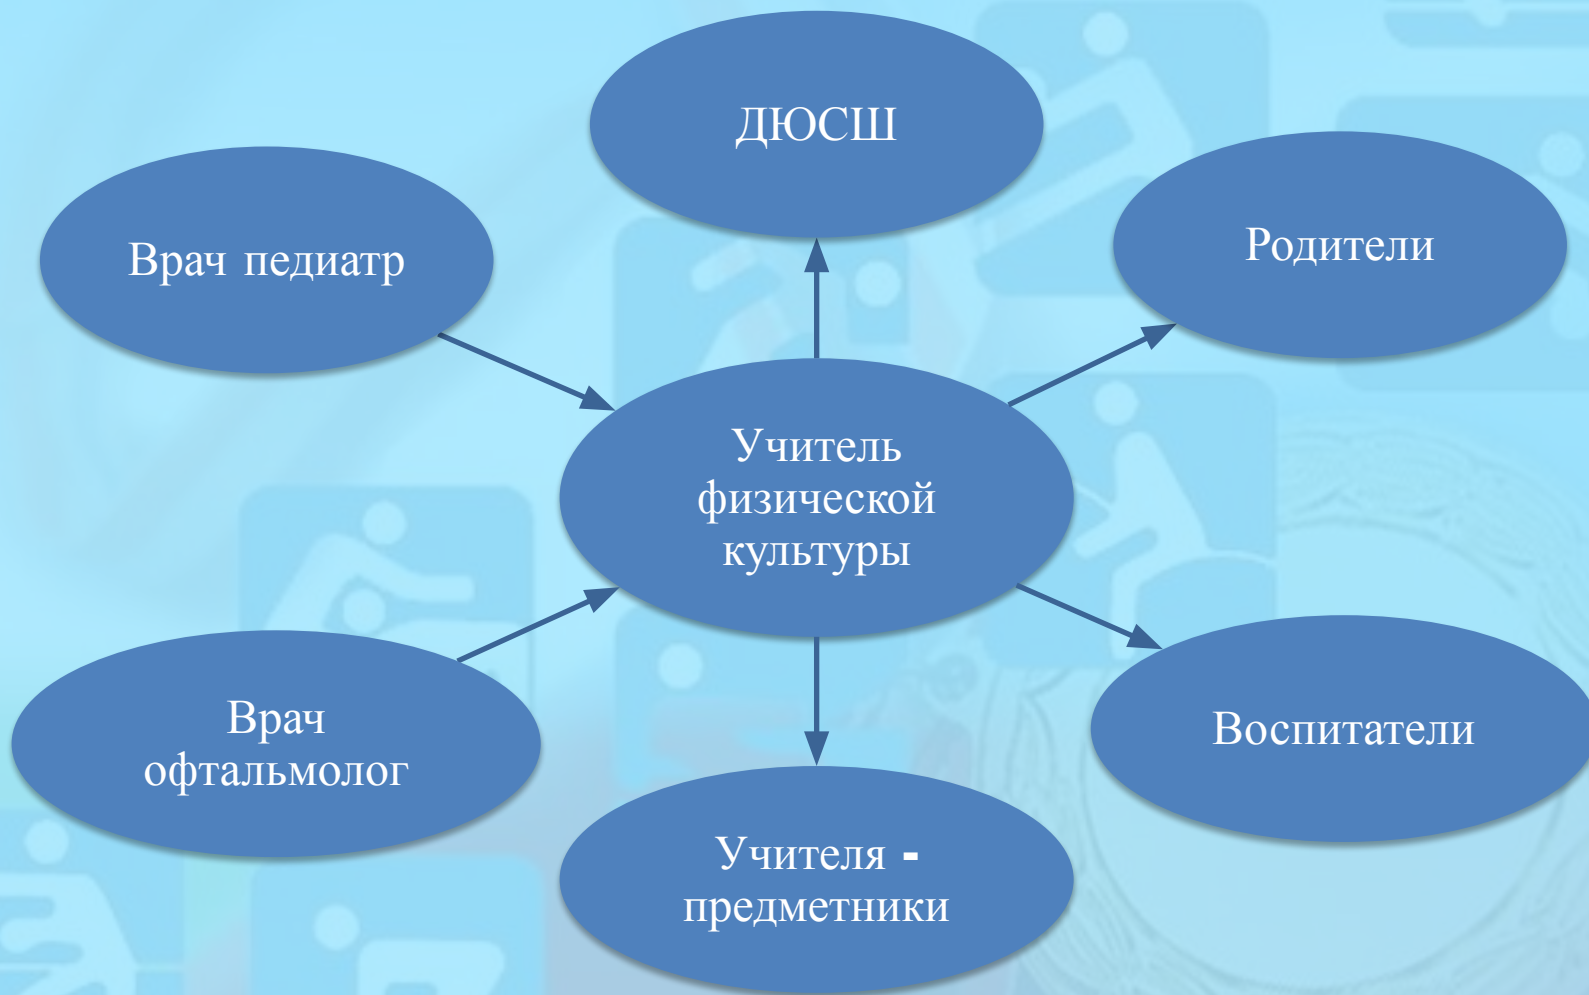 ДЮСШ
Врач педиатр
Родители
Учитель
физической
культуры
Врач
офтальмолог
Воспитатели
Учителя -
предметники